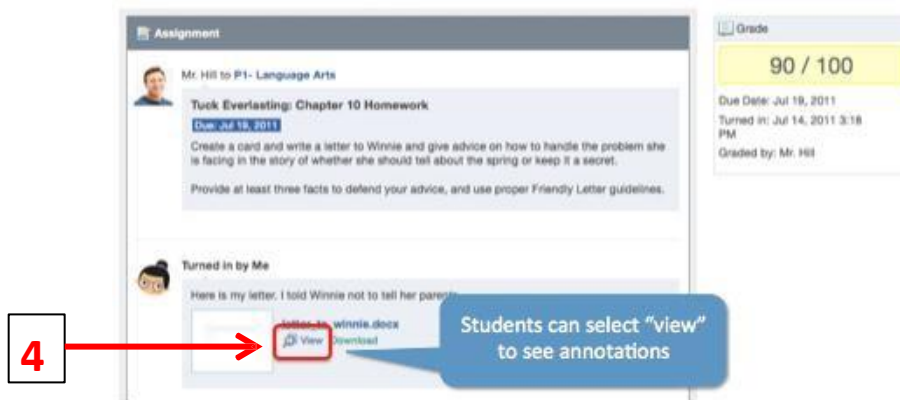 Assignment
Mr. Hill to P1- Language Arts
Tuck Everlasting: Chapter 10 Homework
Due: Jul 19, 2011
Create a card and write a letter to Winnie and give advice on how to handle the problem she
is facing in the story of whether she should tell about the spring or keep it a secret.
Provide at least three facts to defend your advice, and use proper Friendly Letter guidelines.
Grade
90 / 100
Due Date: Jul 19, 2011
Turned in: Jul 14, 2011 3:18
PM
Graded by: Mr. Hill
Turned in by Me
Here is my letter. I told Winnie not to tell her parents
letter_to_winnie.docx
View Download
Students can select "view"
to see annotations
4